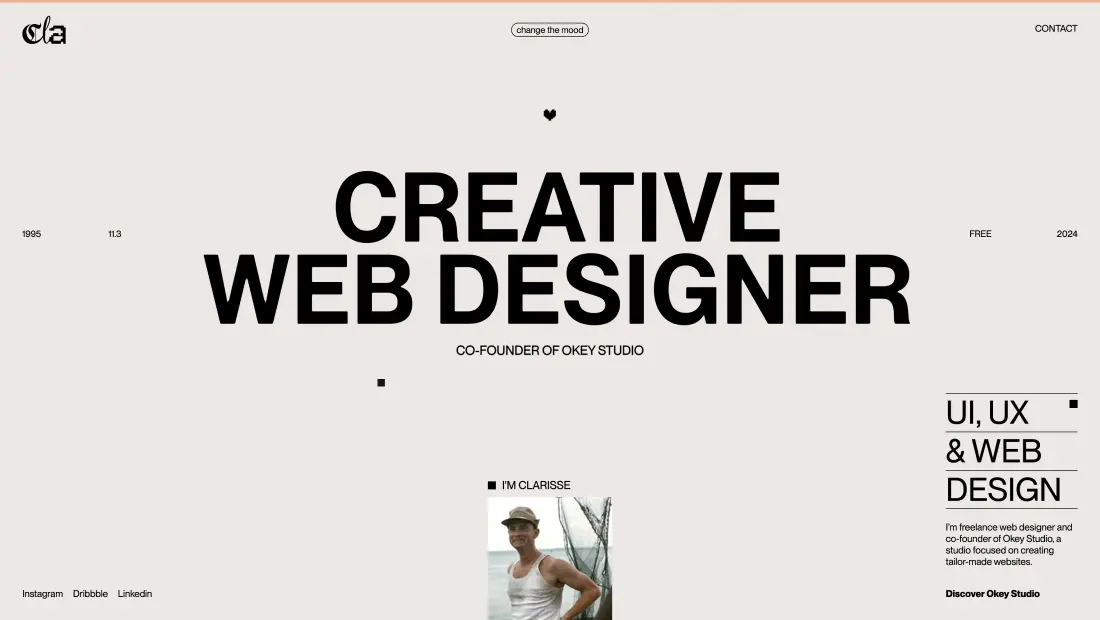 cla
change the mood
CONTACT
CREATIVE
WEB DESIGNER
1995
11.3
FREE
2024
CO-FOUNDER OF OKEY STUDIO
UI, UX
& WEB
DESIGN
I'M CLARISSE
I'm freelance web designer and
co-founder of Okey Studio, a
studio focused on creating
tailor-made websites.
Instagram
Dribbble
Linkedin
Discover Okey Studio